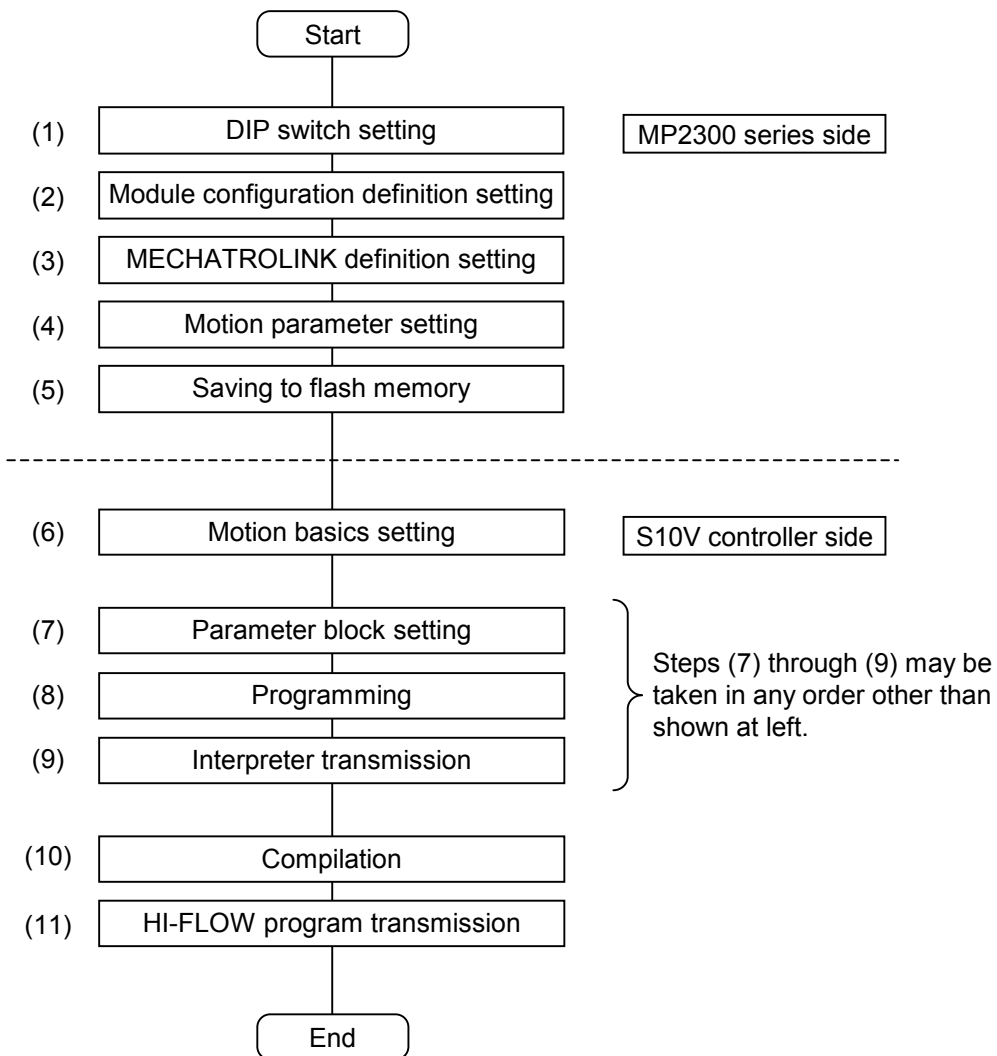 Start
(1) DIP switch setting MP2300 series side
(2) Module configuration definition setting
(3) MECHATROLINK definition setting
(4) Motion parameter setting
(5) Saving to flash memory
(6) Motion basics setting S10V controller side
(7) Parameter block setting
(8) Programming
(9) Interpreter transmission
Steps (7) through (9) may be
taken in any order other than
shown at left.
(10) Compilation
(11) HI-FLOW program transmission
End